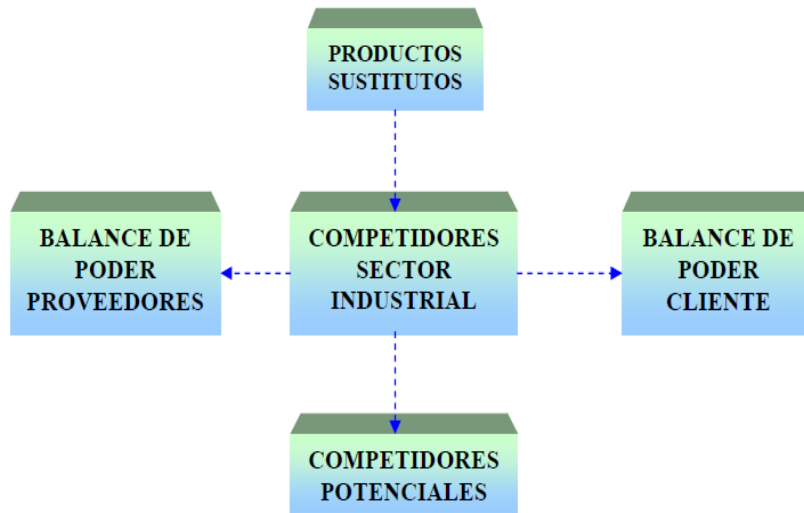 PRODUCTOS
SUSTITUTOS
BALANCE DE
PODER
PROVEEDORES
COMPETIDORES
SECTOR
INDUSTRIAL
BALANCE DE
PODER
CLIENTE
COMPETIDORES
POTENCIALES